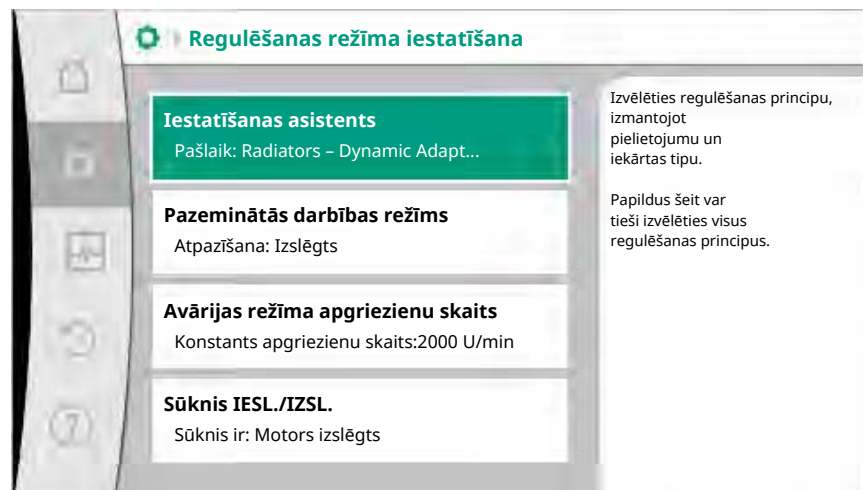 Regulēšanas režīma iestatīšana
Iestatīšanas asistents
Pašlaik: Radiators – Dynamic Adapt...
Pazeminātās darbības režīms
Atpazīšana: Izslēgts
Avārijas režīma apgriezienu skaits
Konstants apgriezienu skaits:2000 U/min
Sūknis IESL./IZSL.
Sūknis ir: Motors izslēgts
Izvēlēties regulēšanas principu,
izmantojot
pielietojumu un
iekārtas tipu.
Papildus šeit var
tieši izvēlēties visus
regulēšanas principus.